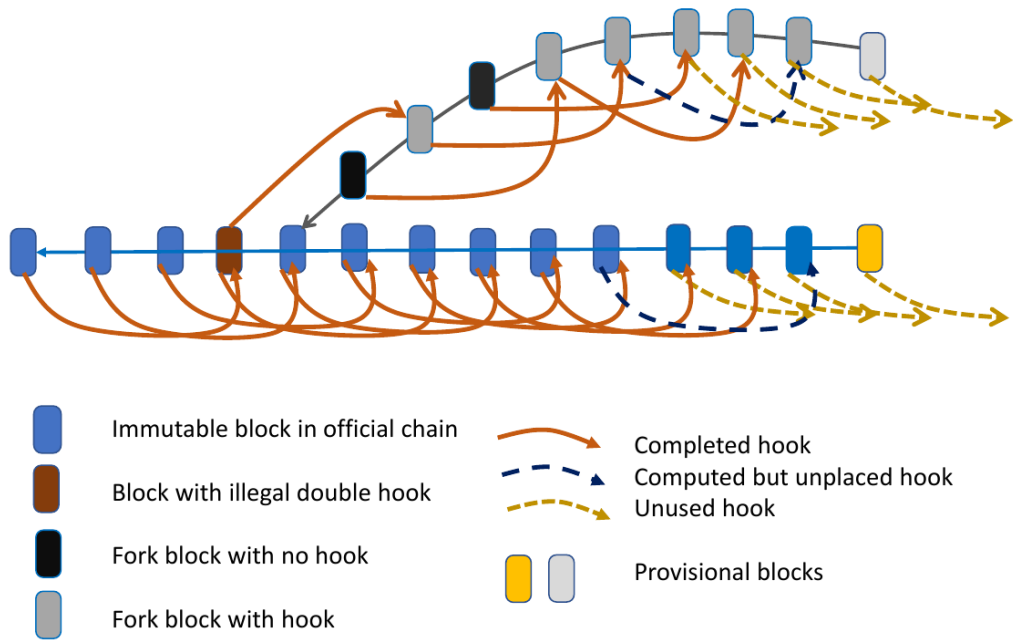 Immutable block in official chain
Block with illegal double hook
Fork block with no hook
Fork block with hook
Completed hook
Computed but unplaced hook
Unused hook
Provisional blocks